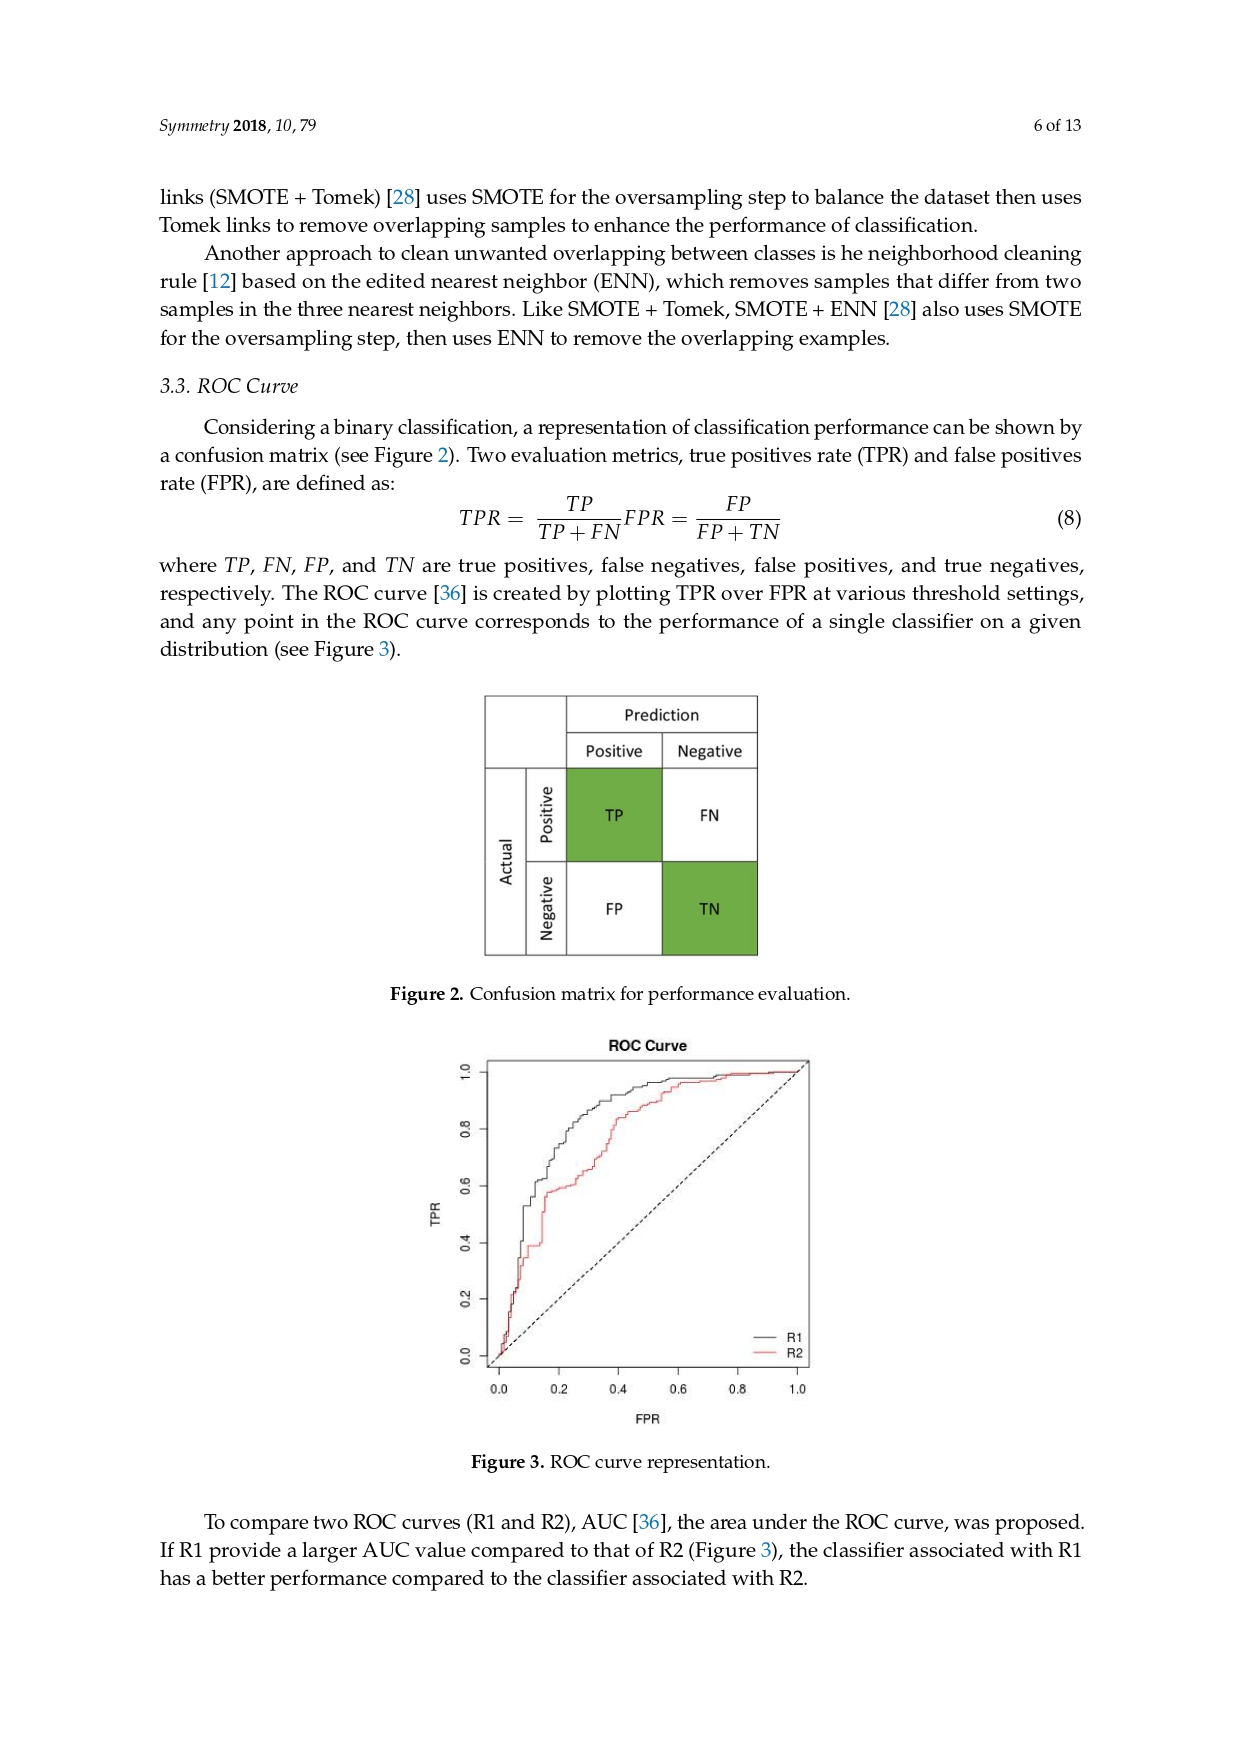 Symmetry 2018, 10, 79
6 of 13
links (SMOTE + Tomek) [28] uses SMOTE for the oversampling step to balance the dataset then uses
Tomek links to remove overlapping samples to enhance the performance of classification.
Another approach to clean unwanted overlapping between classes is he neighborhood cleaning
rule [12] based on the edited nearest neighbor (ENN), which removes samples that differ from two
samples in the three nearest neighbors. Like SMOTE + Tomek, SMOTE + ENN [28] also uses SMOTE
for the oversampling step, then uses ENN to remove the overlapping examples.
3.3. ROC Curve
Considering a binary classification, a representation of classification performance can be shown by
a confusion matrix (see Figure 2). Two evaluation metrics, true positives rate (TPR) and false positives
rate (FPR), are defined as:
TPR = TP / (TP + FN) FPR = FP / (FP + TN) (8)
where TP, FN, FP, and TN are true positives, false negatives, false positives, and true negatives,
respectively. The ROC curve [36] is created by plotting TPR over FPR at various threshold settings,
and any point in the ROC curve corresponds to the performance of a single classifier on a given
distribution (see Figure 3).
Prediction
Positive Negative
Actual
Positive
TP FN
Negative
FP TN
Figure 2. Confusion matrix for performance evaluation.
ROC Curve
TPR
1.0
0.8
0.6
0.4
0.2
0.0
R1
R2
0.0 0.2 0.4 0.6 0.8 1.0
FPR
Figure 3. ROC curve representation.
To compare two ROC curves (R1 and R2), AUC [36], the area under the ROC curve, was proposed.
If R1 provide a larger AUC value compared to that of R2 (Figure 3), the classifier associated with R1
has a better performance compared to the classifier associated with R2.